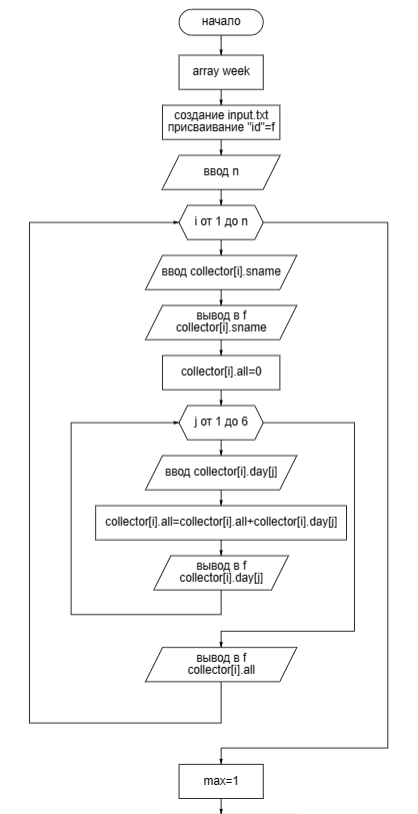 начало
array week
создание input.txt
присваивание "id"=f
ввод n
i от 1 до n
ввод collector[i].sname
вывод в f
collector[i].sname
collector[i].all=0
j от 1 до 6
ввод collector[i].day[j]
collector[i].all=collector[i].all+collector[i].day[j]
вывод в f
collector[i].day[j]
вывод в f
collector[i].all
max=1